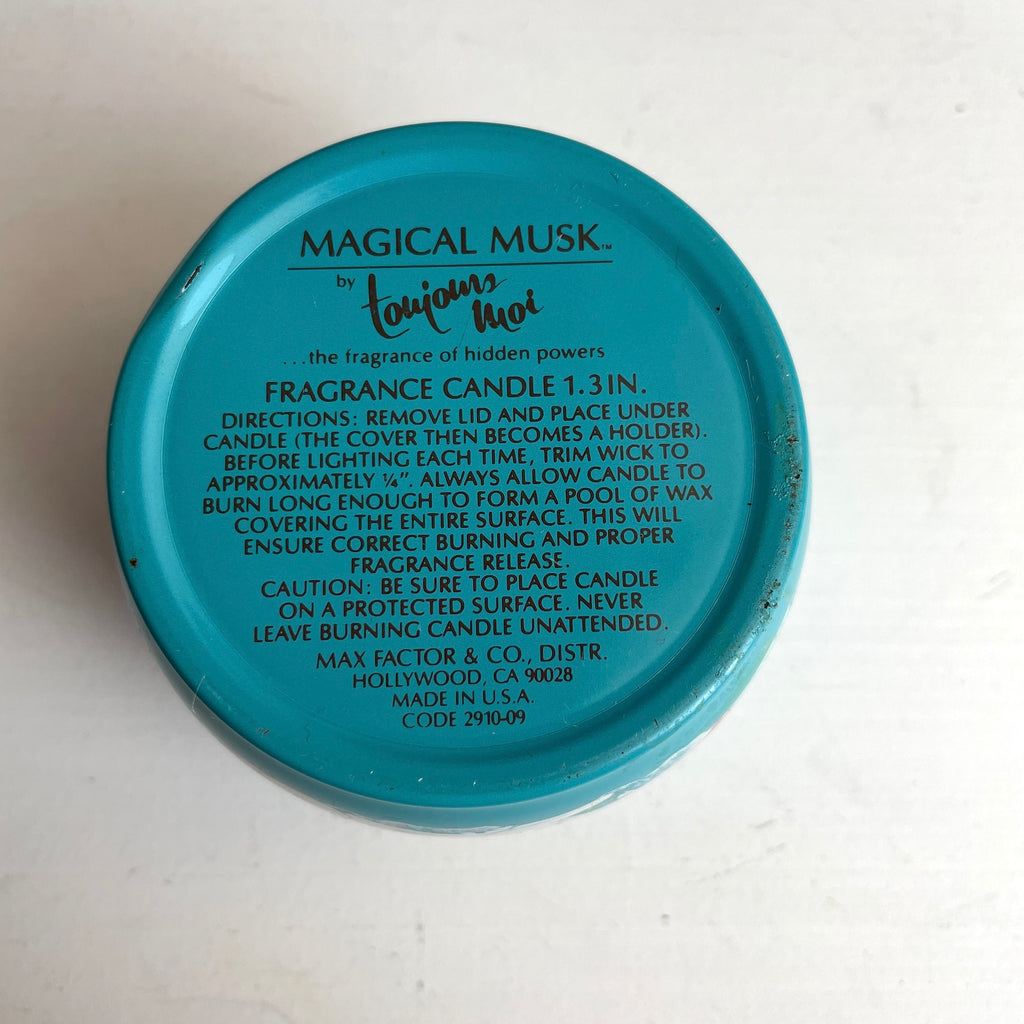 MAGICAL MUSK™
by toujours
moi
...the fragrance of hidden powers
FRAGRANCE CANDLE 1.3 IN.
DIRECTIONS: REMOVE LID AND PLACE UNDER
CANDLE (THE COVER THEN BECOMES A HOLDER).
BEFORE LIGHTING EACH TIME, TRIM WICK TO
APPROXIMATELY ¼". ALWAYS ALLOW CANDLE TO
BURN LONG ENOUGH TO FORM A POOL OF WAX
COVERING THE ENTIRE SURFACE. THIS WILL
ENSURE CORRECT BURNING AND PROPER
FRAGRANCE RELEASE.
CAUTION: BE SURE TO PLACE CANDLE
ON A PROTECTED SURFACE. NEVER
LEAVE BURNING CANDLE UNATTENDED.
MAX FACTOR & CO., DISTR.
HOLLYWOOD, CA 90028
MADE IN U.S.A.
CODE 2910-09